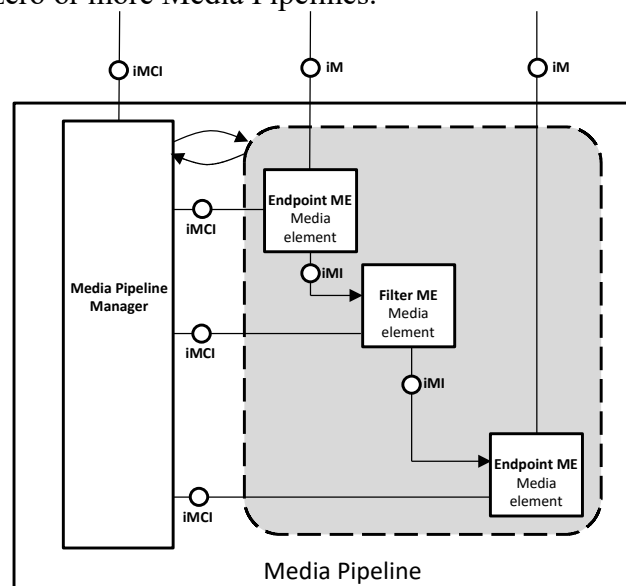 Zero or more Media Pipelines.
iMCI
iM
iM
Endpoint ME
Media
element
iMCI
iMI
Media Pipeline
Manager
Filter ME
Media
element
iMCI
iMI
Endpoint ME
Media
element
iMCI
Media Pipeline